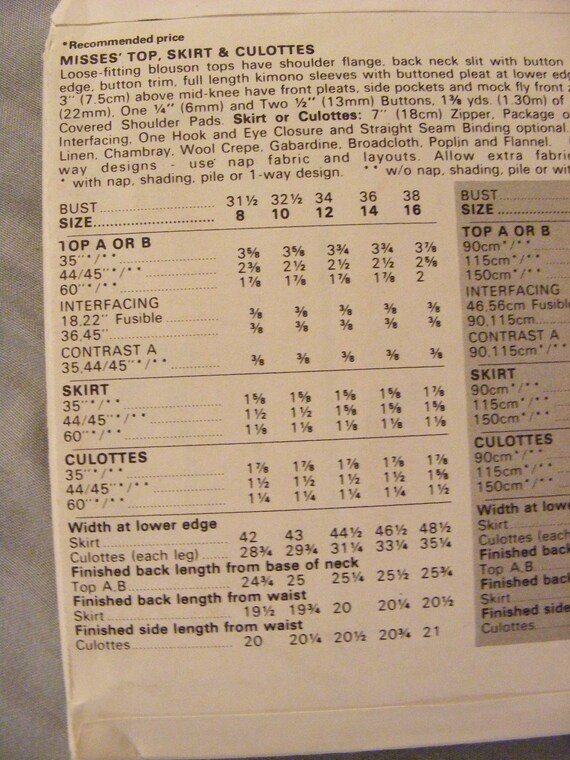 *Recommended price
MISSES' TOP, SKIRT & CULOTTES
Loose-fitting blouson tops have shoulder flange, back neck slit with button
edge, button trim, full length kimono sleeves with buttoned pleat at lower edg
3" (7.5cm) above mid-knee have front pleats, side pockets and mock fly front
(22mm), One ¼" (6mm) and Two ½" (13mm) Buttons, 1⅜ yds. (1.30m) of
Covered Shoulder Pads. Skirt or Culottes: 7" (18cm) Zipper, Package o
Interfacing, One Hook and Eye Closure and Straight Seam Binding optional.
Linen, Chambray, Wool Crepe, Gabardine, Broadcloth, Poplin and Flannel.
way designs - use nap fabric and layouts. Allow extra fabri
* with nap, shading, pile or 1-way design. ** w/o nap, shading, pile or wit
BUST 31½ 32½ 34 36 38
SIZE 8 10 12 14 16
TOP A OR B
35"*/** 3⅝ 3⅝ 3¾ 3¾ 3⅞
44/45"*/** 2⅜ 2½ 2½ 2½ 2⅝
60"*/** 1⅞ 1⅞ 1⅞ 1⅞ 2
INTERFACING
18,22" Fusible ⅜ ⅜ ⅜ ⅜ ⅜
36,45" ⅜ ⅜ ⅜ ⅜ ⅜
CONTRAST A
35,44/45"*/** ⅜ ⅜ ⅜ ⅜ ⅜
SKIRT
35"*/** 1⅝ 1⅝ 1⅝ 1⅝ 1⅞
44/45"*/** 1½ 1½ 1⅝ 1⅝ 1⅝
60"*/** 1⅛ 1⅛ 1⅛ 1⅛ 1⅛
CULOTTES
35"*/** 1⅞ 1⅞ 1⅞ 1⅞ 1⅞
44/45"*/** 1½ 1½ 1½ 1½ 1⅝
60"*/** 1¼ 1¼ 1¼ 1¼ 1½
Width at lower edge
Skirt 42 43 44½ 46½ 48½
Culottes (each leg) 28¾ 29¾ 31¼ 33¼ 35¼
Finished back length from base of neck
Top A,B 24¾ 25 25¼ 25½ 25¾
Finished back length from waist
Skirt 19½ 19¾ 20 20¼ 20½
Finished side length from waist
Culottes 20 20¼ 20½ 20¾ 21
BUST
SIZE
TOP A OR B
90cm*/**
115cm*/**
150cm*/**
INTERFACING
46,56cm Fusibl
90,115cm
CONTRAST A
90,115cm*/**
SKIRT
90cm*/**
115cm*/**
150cm*/**
CULOTTES
90cm*/**
115cm*/**
150cm*/**
Width at lowe
Skirt
Culottes (each
Finished back
Top A,B
Finished back
Skirt
Finished side
Culottes